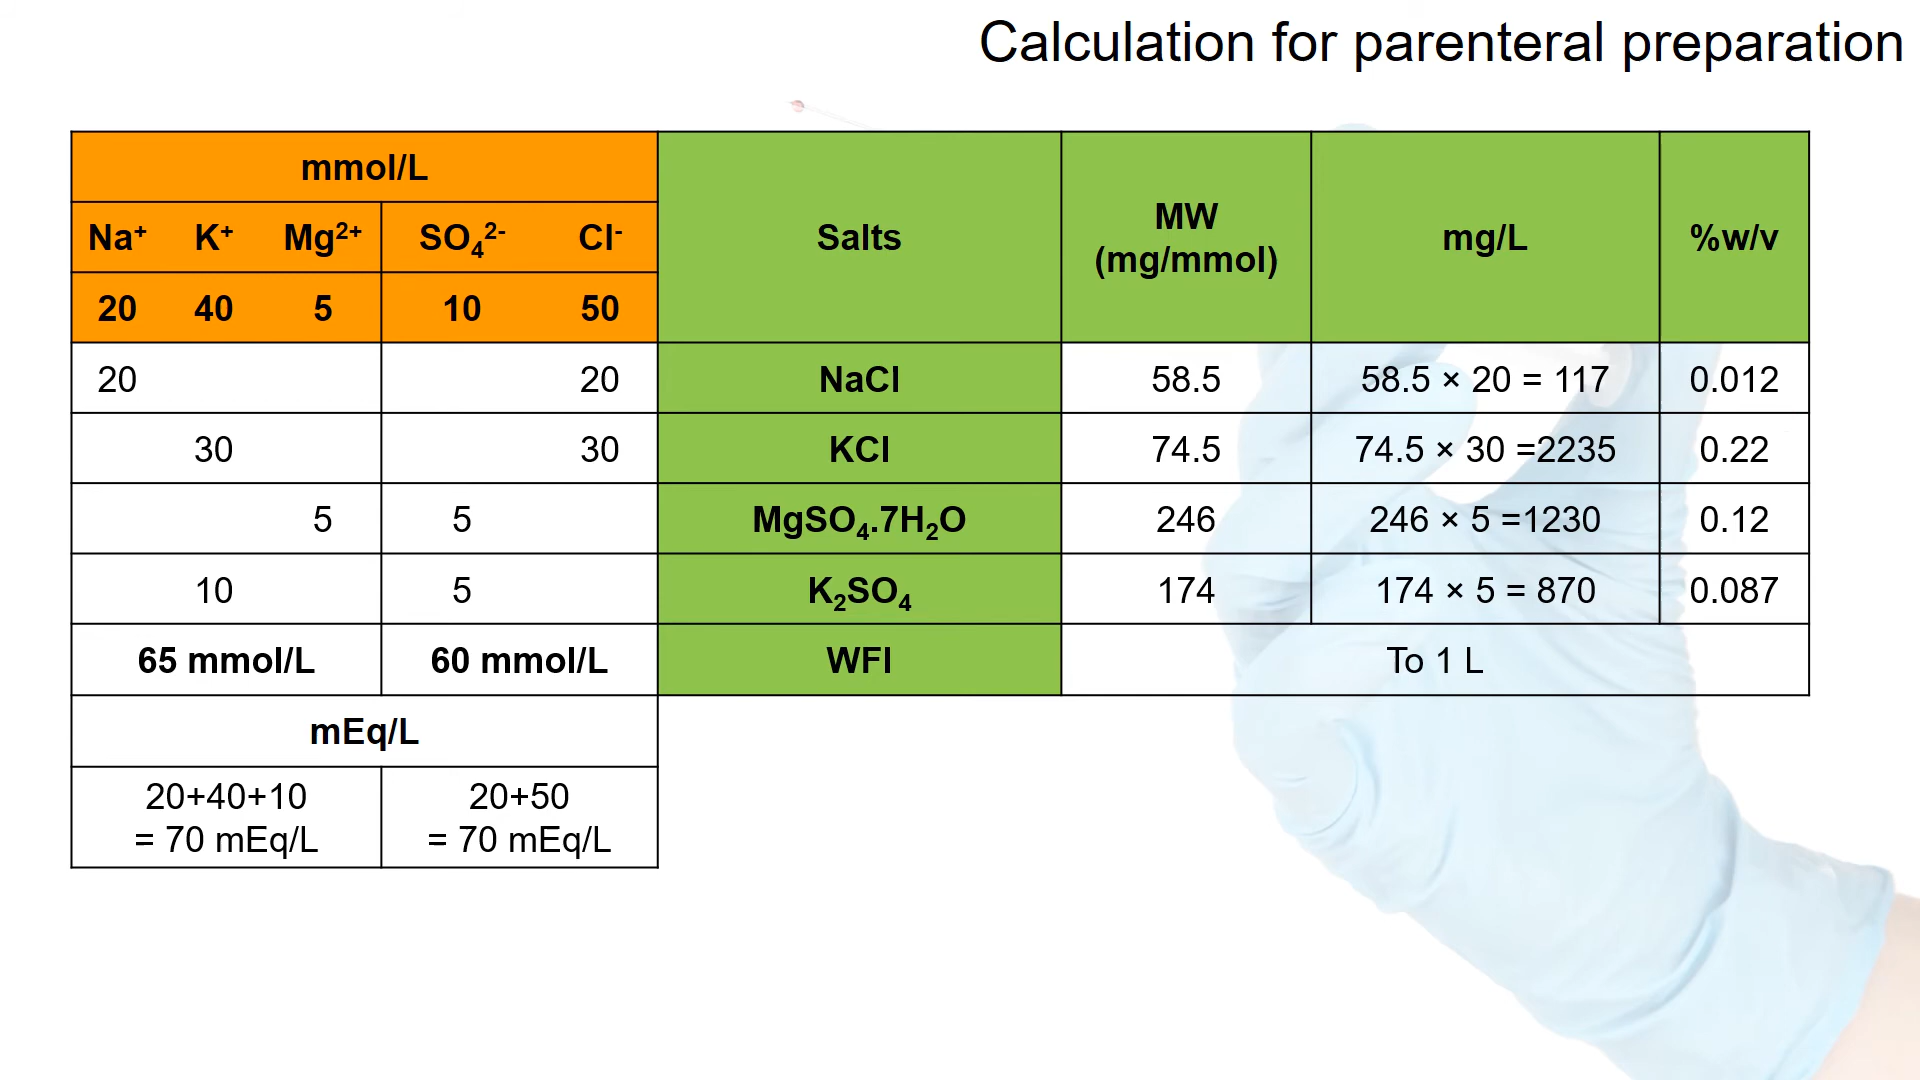 Calculation for parenteral preparation
mmol/L
Na⁺ K⁺ Mg²⁺ SO₄²⁻ Cl⁻ Salts MW (mg/mmol) mg/L %w/v
20 40 5 10 50
20 20 NaCl 58.5 58.5 × 20 = 117 0.012
30 30 KCl 74.5 74.5 × 30 =2235 0.22
5 5 MgSO₄.7H₂O 246 246 × 5 =1230 0.12
10 5 K₂SO₄ 174 174 × 5 = 870 0.087
65 mmol/L 60 mmol/L WFI To 1 L
mEq/L
20+40+10 20+50
= 70 mEq/L = 70 mEq/L